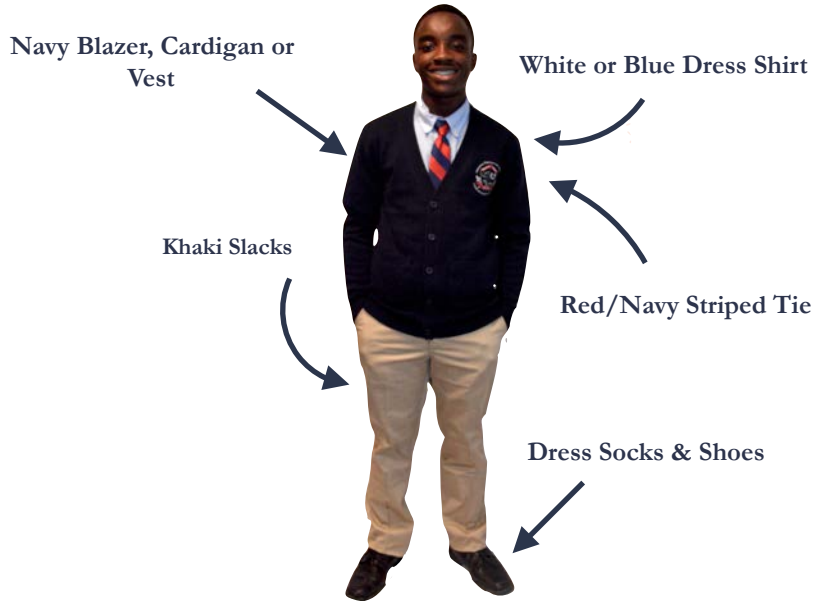 Navy Blazer, Cardigan or
Vest
White or Blue Dress Shirt
Khaki Slacks
Red/Navy Striped Tie
Dress Socks & Shoes